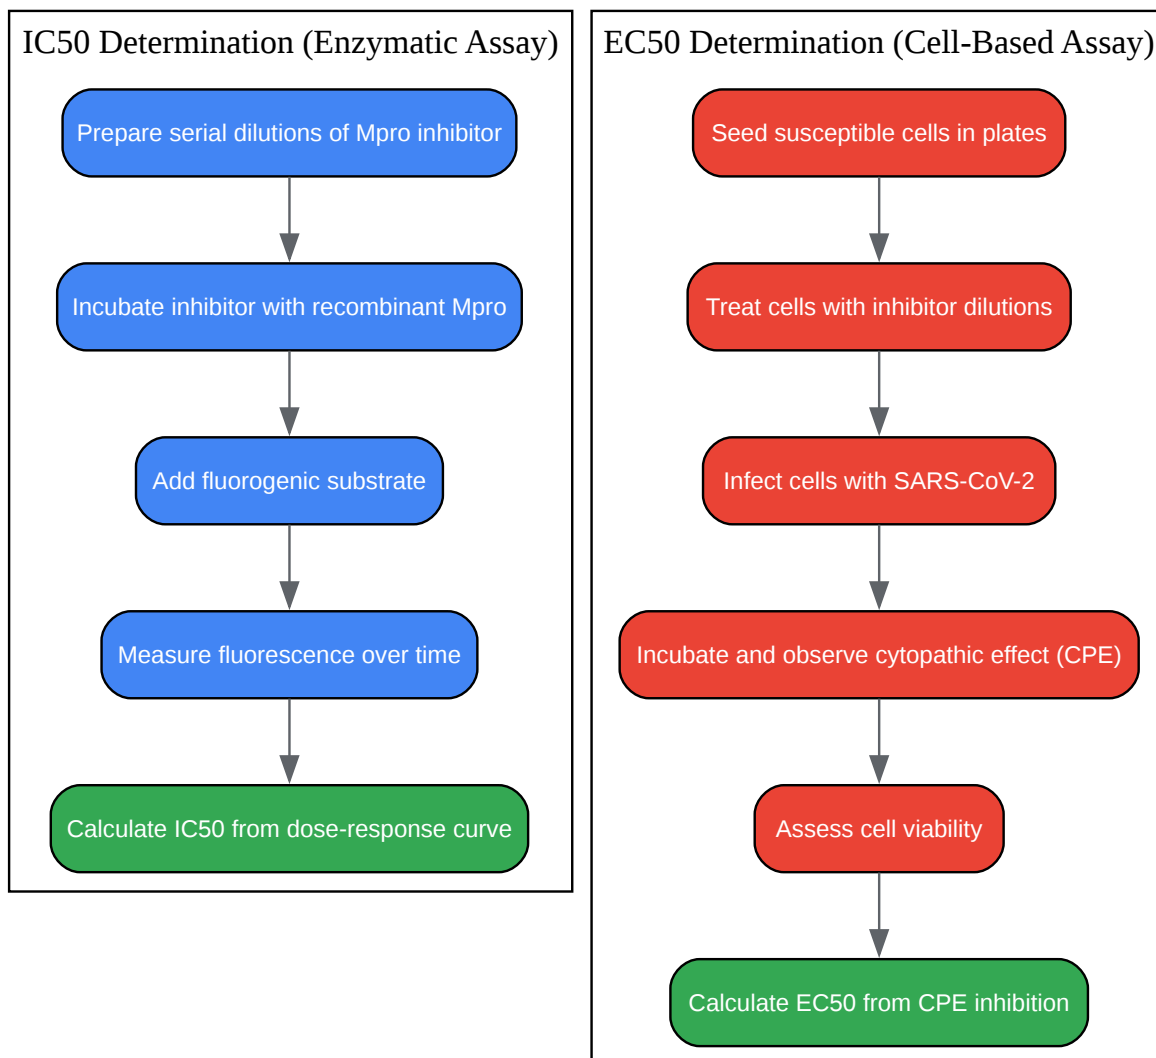 IC50 Determination (Enzymatic Assay)
Prepare serial dilutions of Mpro inhibitor
Incubate inhibitor with recombinant Mpro
Add fluorogenic substrate
Measure fluorescence over time
Calculate IC50 from dose-response curve
EC50 Determination (Cell-Based Assay)
Seed susceptible cells in plates
Treat cells with inhibitor dilutions
Infect cells with SARS-CoV-2
Incubate and observe cytopathic effect (CPE)
Assess cell viability
Calculate EC50 from CPE inhibition